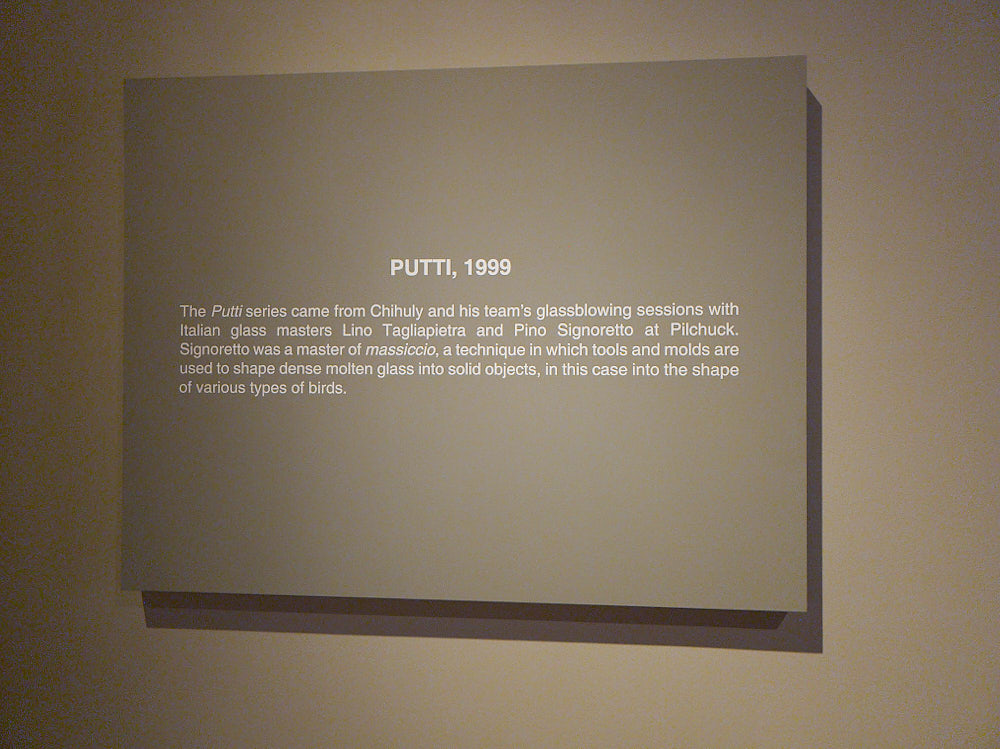 PUTTI, 1999
The Putti series came from Chihuly and his team's glassblowing sessions with
Italian glass masters Lino Tagliapietra and Pino Signoretto at Pilchuck.
Signoretto was a master of massiccio, a technique in which tools and molds are
used to shape dense molten glass into solid objects, in this case into the shape
of various types of birds.